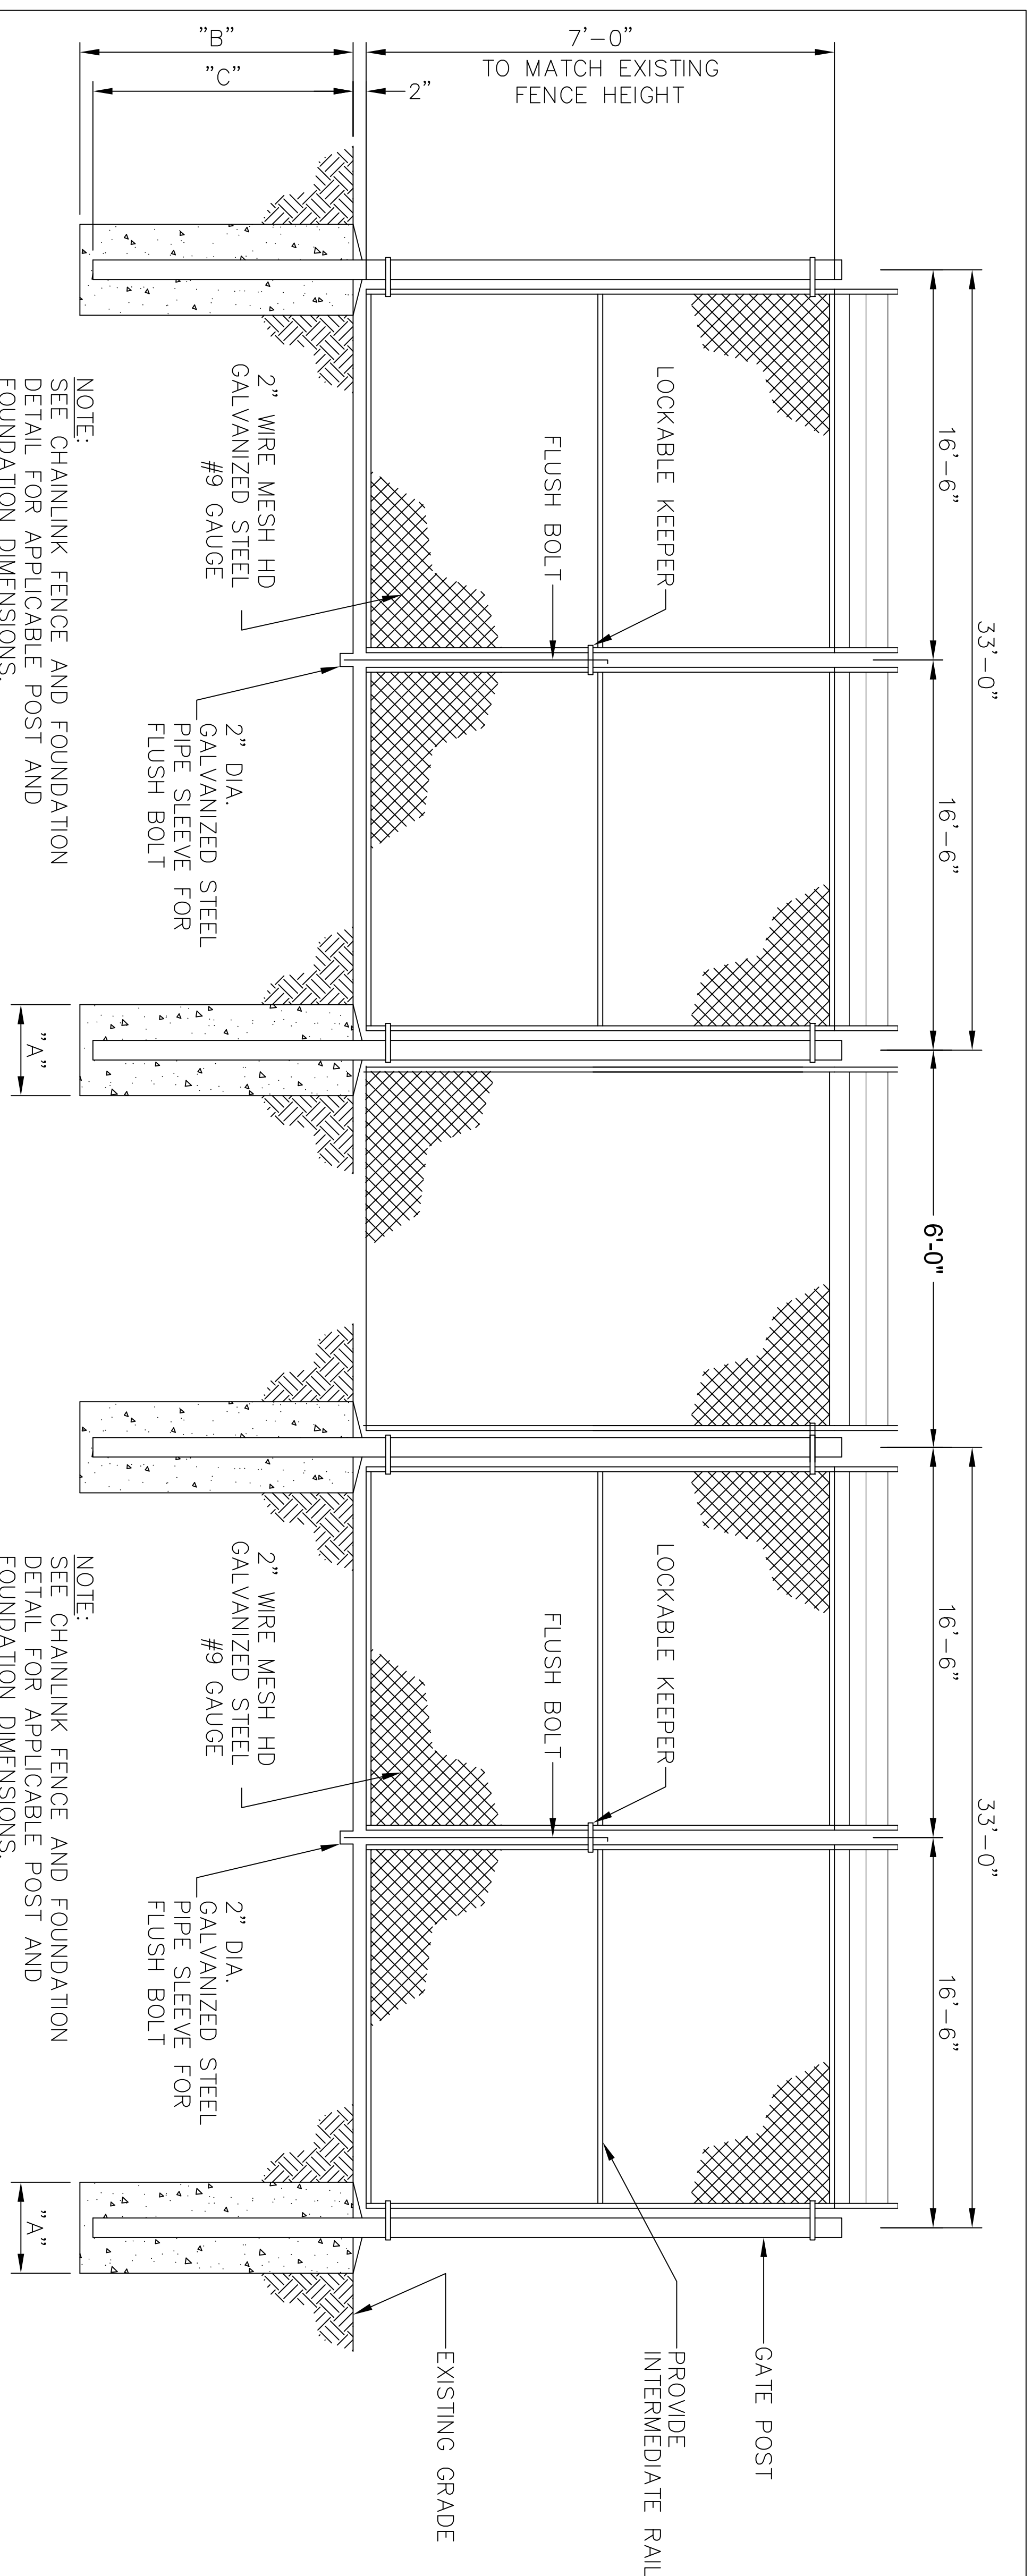 33'-0"
33'-0"
16'-6"
16'-6"
6'-0"
16'-6"
16'-6"
7'-0"
TO MATCH EXISTING
FENCE HEIGHT
2"
"B"
"C"
GATE POST
PROVIDE
INTERMEDIATE RAIL
EXISTING GRADE
LOCKABLE KEEPER
FLUSH BOLT
2" WIRE MESH HD
GALVANIZED STEEL
#9 GAUGE
2" DIA.
GALVANIZED STEEL
PIPE SLEEVE FOR
FLUSH BOLT
"A"
NOTE:
SEE CHAINLINK FENCE AND FOUNDATION
DETAIL FOR APPLICABLE POST AND
FOUNDATION DIMENSIONS.
LOCKABLE KEEPER
FLUSH BOLT
2" WIRE MESH HD
GALVANIZED STEEL
#9 GAUGE
2" DIA.
GALVANIZED STEEL
PIPE SLEEVE FOR
FLUSH BOLT
"A"
NOTE:
SEE CHAINLINK FENCE AND FOUNDATION
DETAIL FOR APPLICABLE POST AND
FOUNDATION DIMENSIONS.